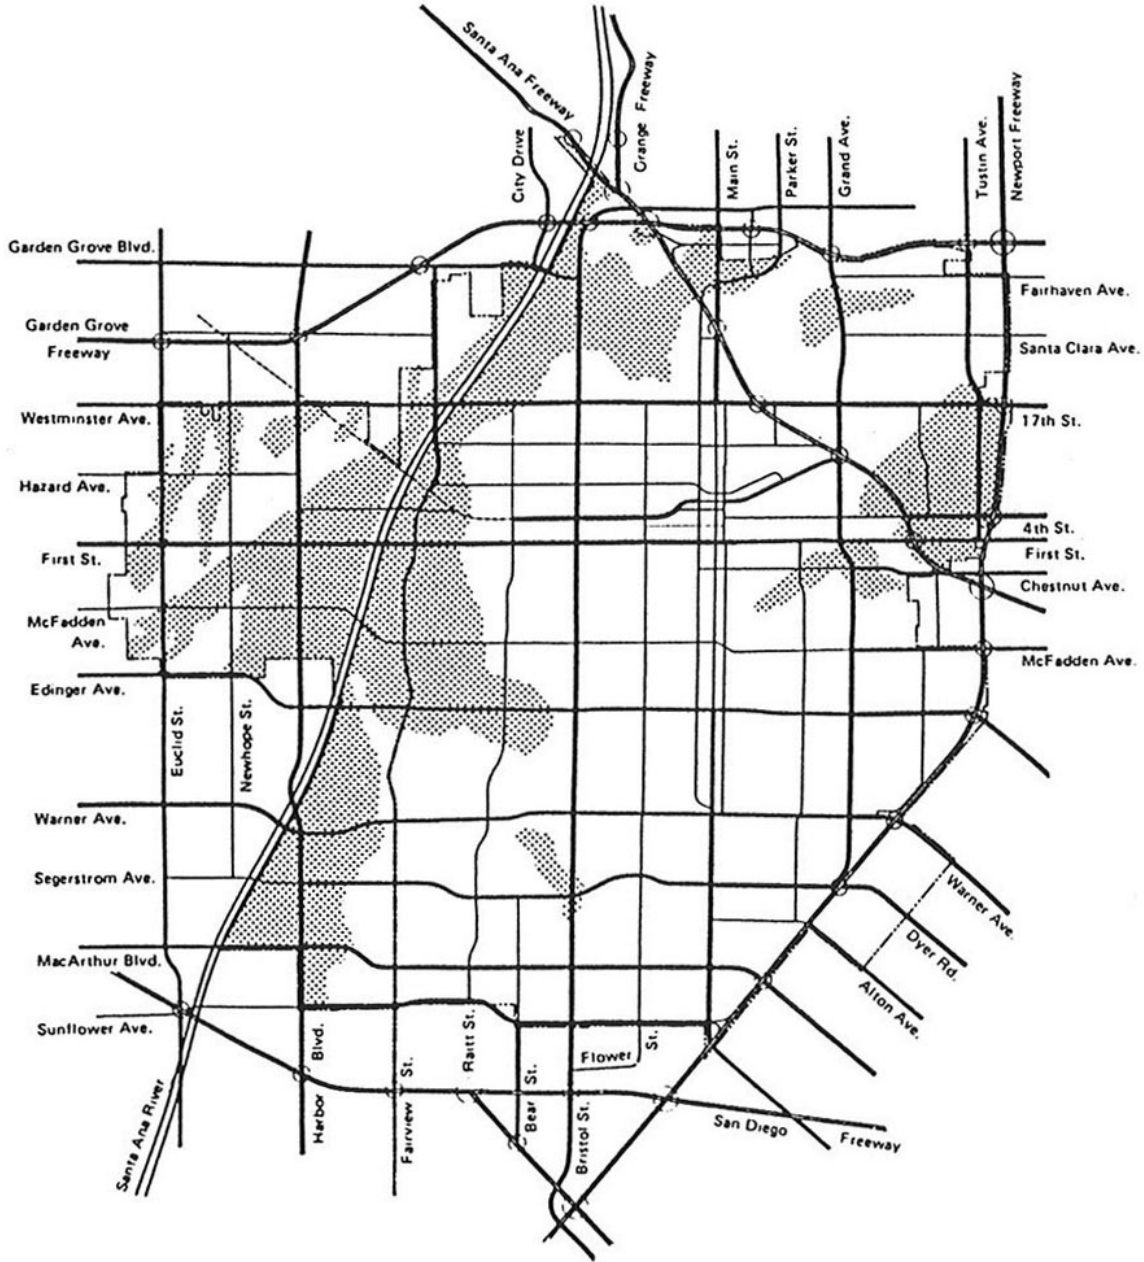 Santa Ana Freeway
Orange Freeway
City Drive
Main St.
Parker St.
Grand Ave.
Tustin Ave.
Newport Freeway
Garden Grove Blvd.
Fairhaven Ave.
Garden Grove
Freeway
Santa Clara Ave.
Westminster Ave.
17th St.
Hazard Ave.
4th St.
First St.
First St.
Chestnut Ave.
McFadden
Ave.
McFadden Ave.
Edinger Ave.
Euclid St.
Newhope St.
Warner Ave.
Segerstrom Ave.
Warner Ave.
Dyer Rd.
Alton Ave.
MacArthur Blvd.
Sunflower Ave.
Santa Ana River
Harbor Blvd.
Fairview St.
Raitt St.
Bear St.
Bristol St.
Flower St.
San Diego Freeway